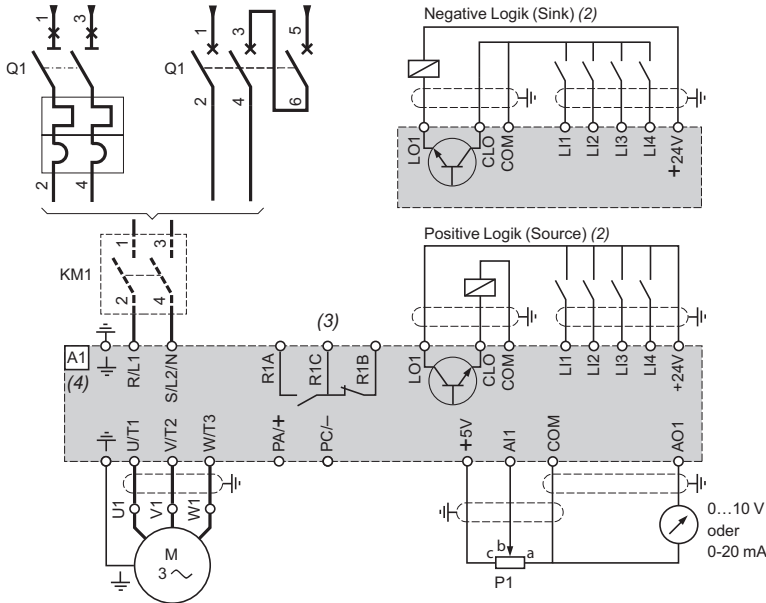 1 3
Q1
2 4
1 3 5
Q1
2 4 6
Negative Logik (Sink) (2)
LO1 CLO COM LI1 LI2 LI3 LI4 +24V
1 3
KM1
2 4
Positive Logik (Source) (2)
(3)
A1
(4)
R/L1 S/L2/N R1A R1C R1B LO1 CLO COM LI1 LI2 LI3 LI4 +24V
U/T1 V/T2 W/T3 PA/+ PC/– +5V AI1 COM AO1
U1 V1 W1
M
3
c b a
P1
0...10 V
oder
0-20 mA